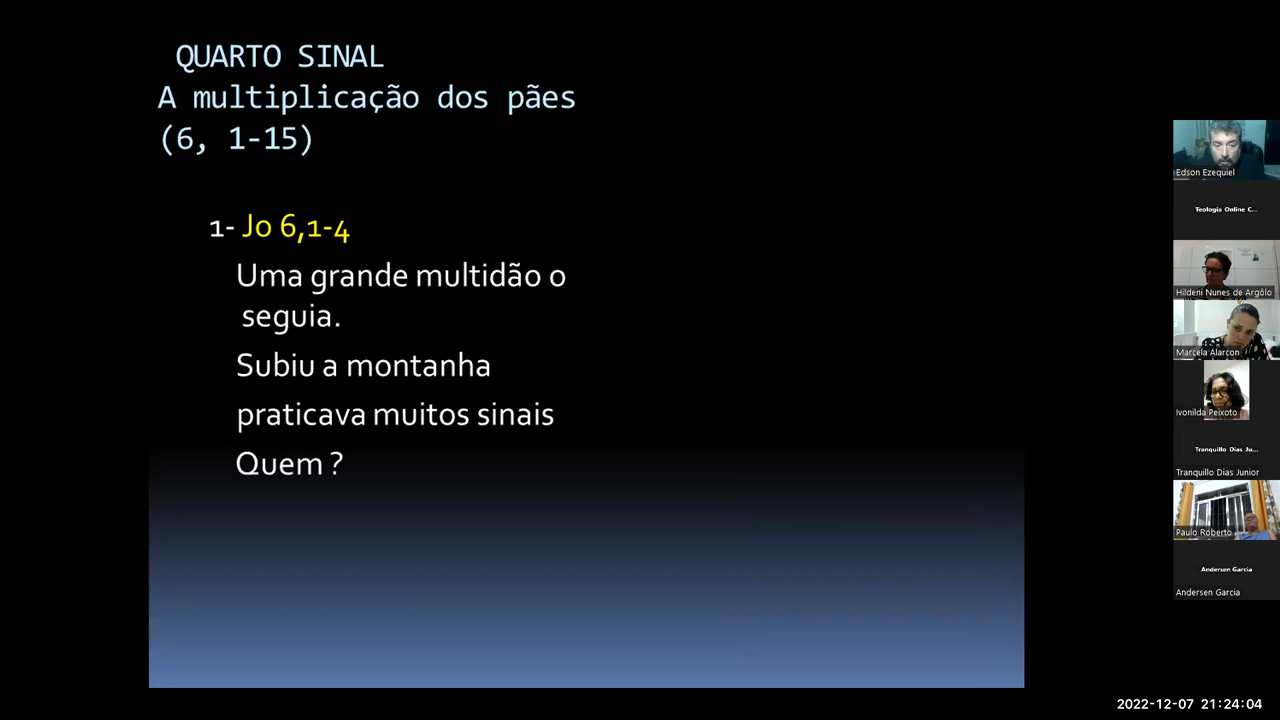 QUARTO SINAL
A multiplicação dos pães
(6, 1-15)
1- Jo 6,1-4
Uma grande multidão o
seguia.
Subiu a montanha
praticava muitos sinais
Quem ?
Edson Ezequiel
Teologia Online C...
Hildeni Nunes de Argôlo
Marcela Alarcon
Ivonilda Peixoto
Tranquillo Dias Ju...
Tranquillo Dias Junior
Paulo Roberto
Andersen Garcia
Andersen Garcia
2022-12-07 21:24:04